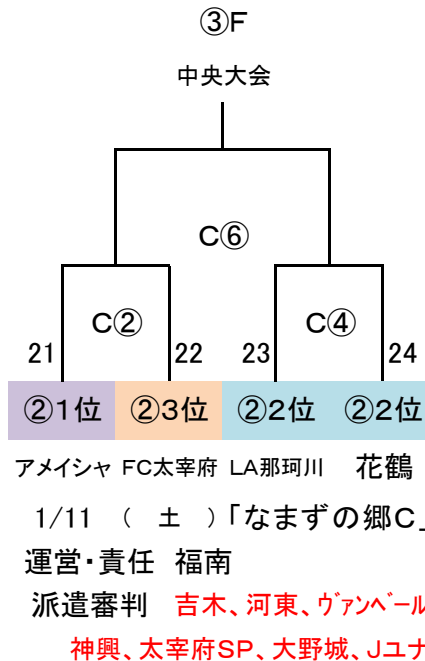 ③F
中央大会
C⑥
C② C④
21 22 23 24
②1位 ②3位 ②2位 ②2位
アメイシャ FC太宰府 LA那珂川 花鶴
1/11 ( 土 )「なまずの郷C」
運営・責任 福南
派遣審判 吉木、河東、ヴァンベール
神興、太宰府SP、大野城、Jユナ